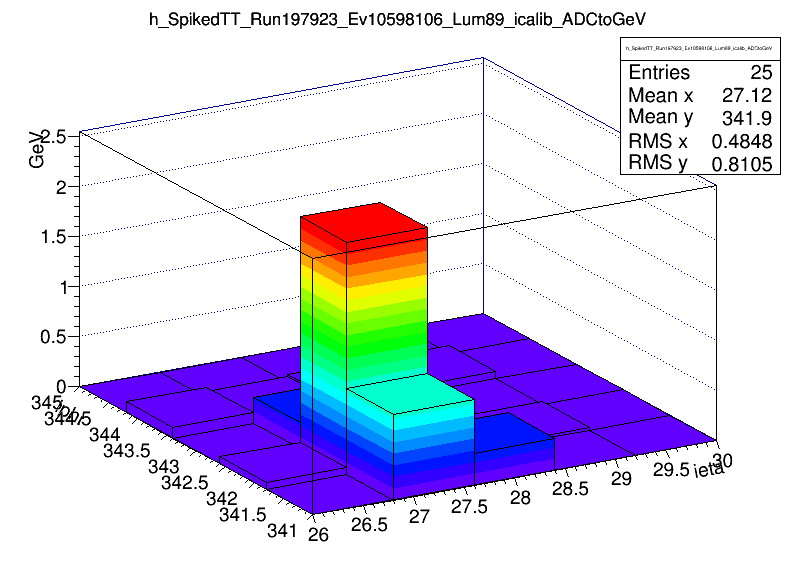 h_SpikedTT_Run197923_Ev10598106_Lum89_icalib_ADCtoGeV
h_SpikedTT_Run197923_Ev10598106_Lum89_icalib_ADCtoGeV
Entries 25
Mean x 27.12
Mean y 341.9
RMS x 0.4848
RMS y 0.8105
GeV
2.5
2
1.5
1
0.5
0
345
344.5
344
343.5
343
342.5
342
341.5
341
26
26.5
27
27.5
28
28.5
29
29.5
30
ieta